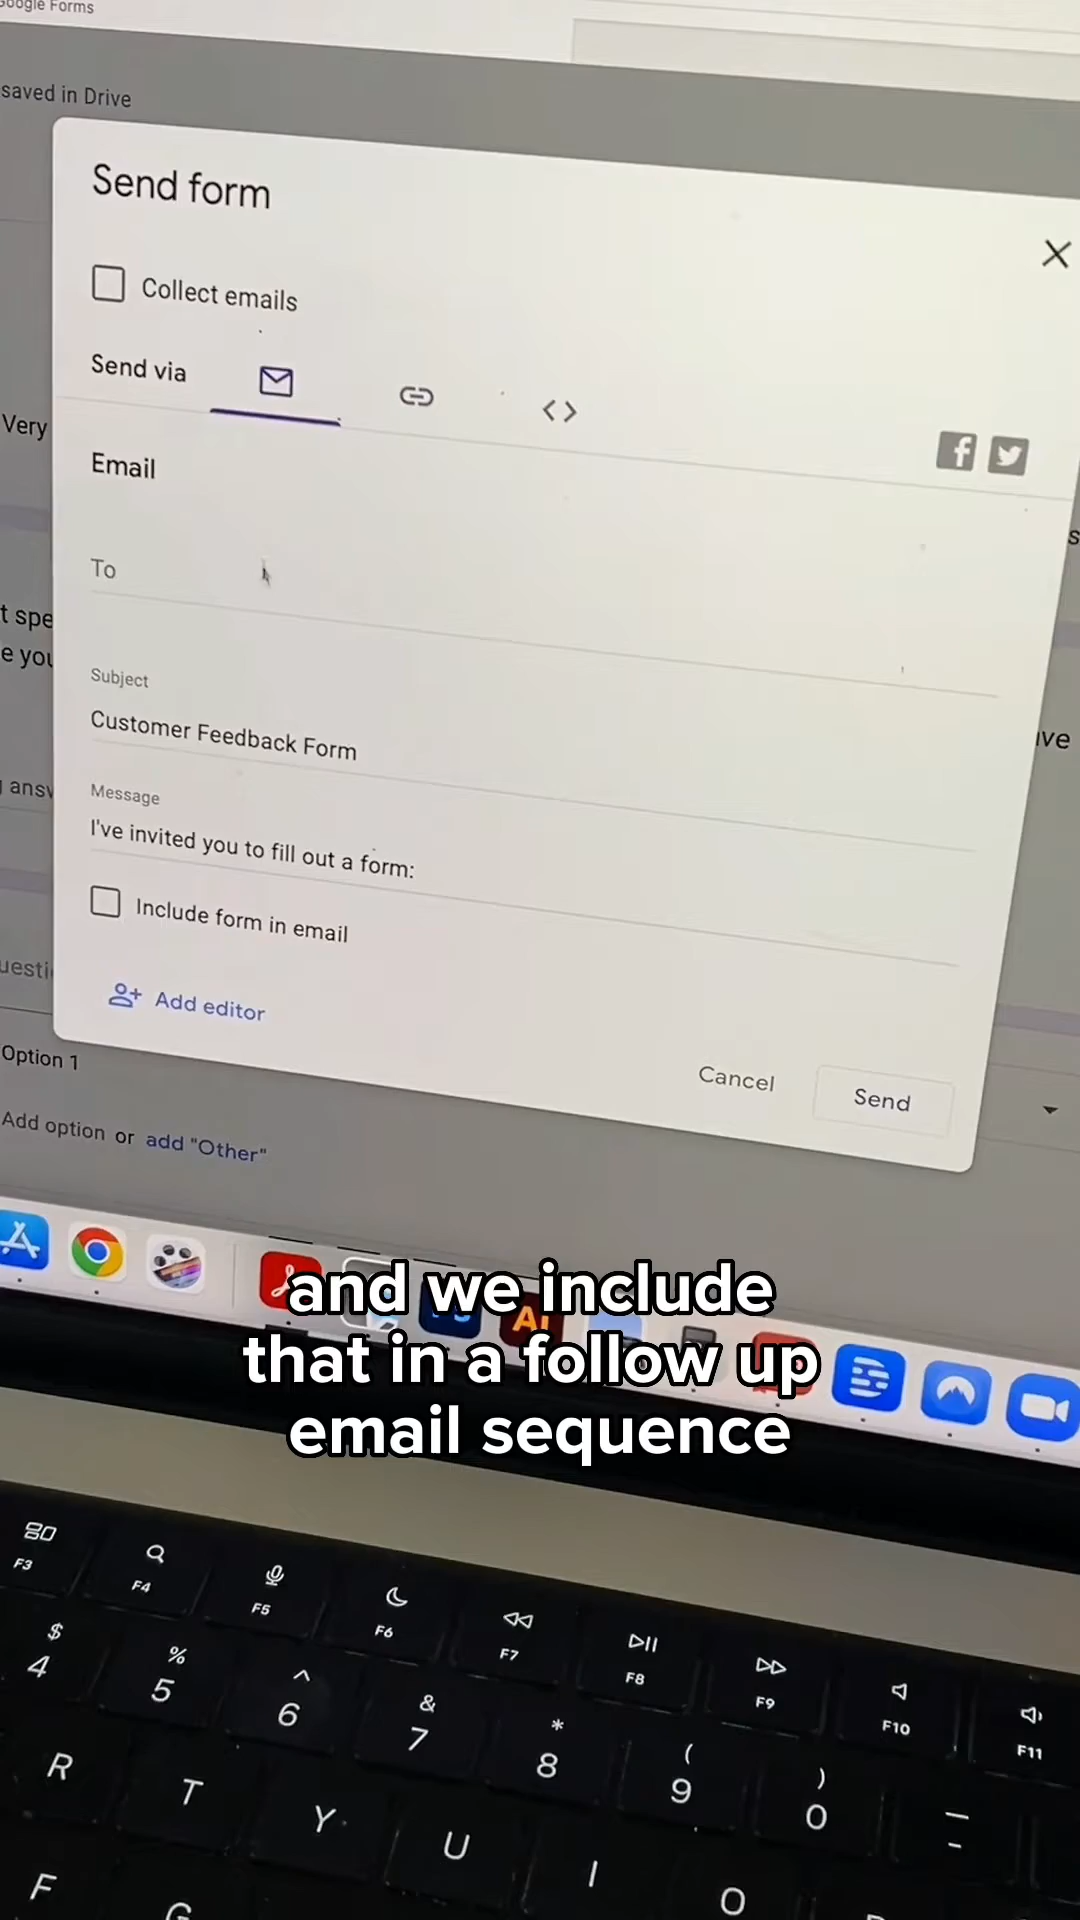 Google Forms
saved in Drive
Send form
Collect emails
Send via
Very
Email
To
t spe
e you
Subject
Customer Feedback Form
ve
Message
I've invited you to fill out a form:
Include form in email
Add editor
Option 1
Cancel
Send
Add option or add "Other"
and we include
that in a follow up
email sequence
F3
F4
F5
F6
F7
F8
F9
F10
F11
$ % ^ & * ( ) —
4 5 6 7 8 9 0 -
R T Y U I O
F G